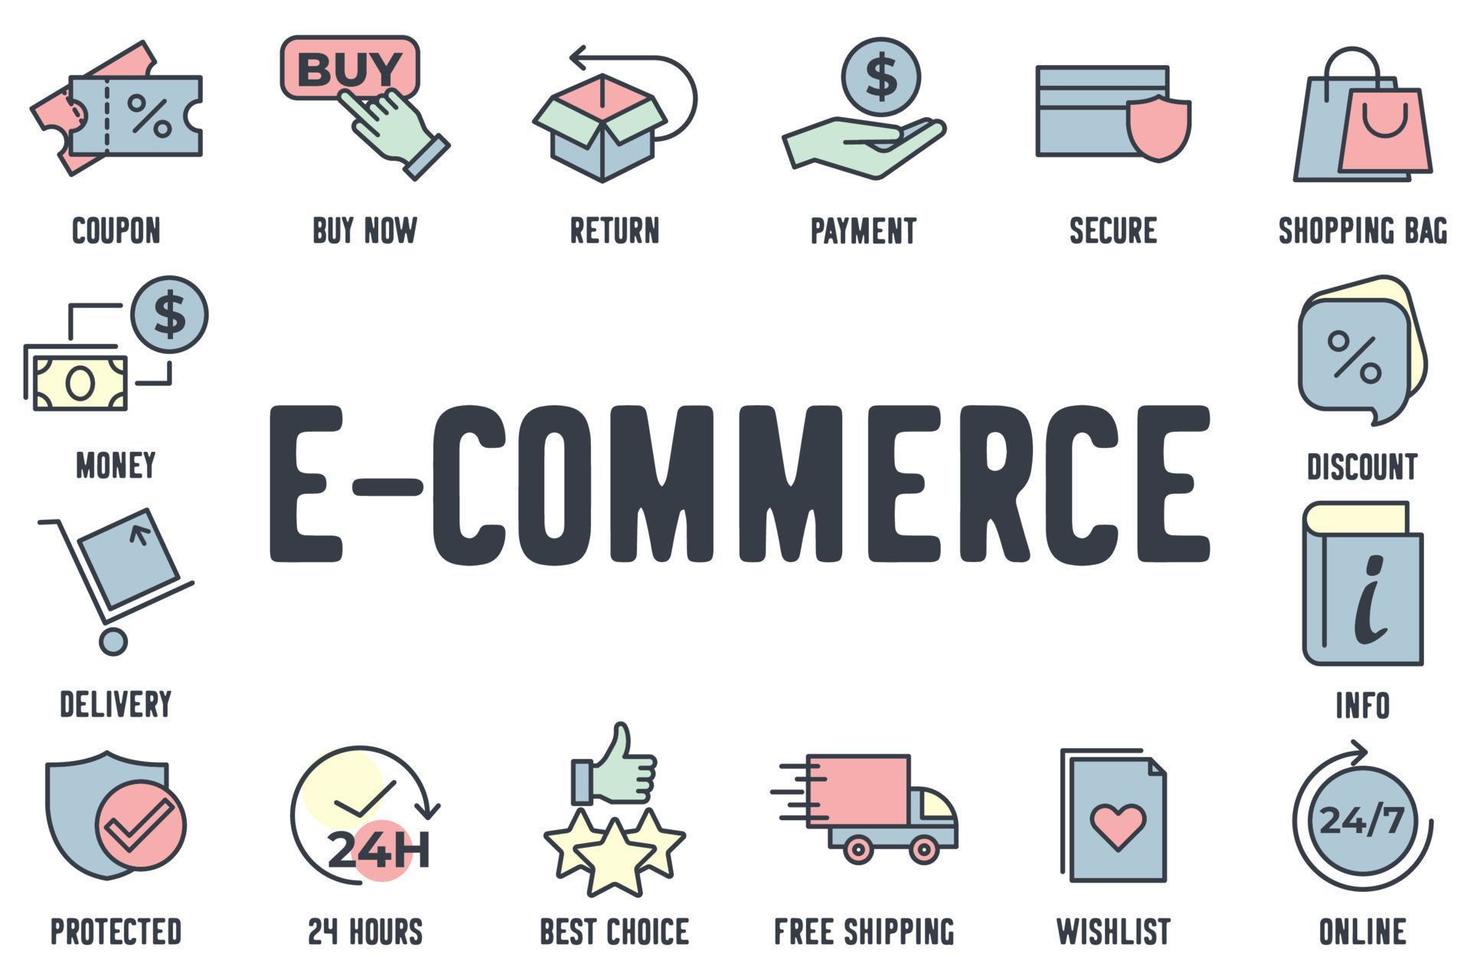 BUY
$
COUPON
BUY NOW
RETURN
PAYMENT
SECURE
SHOPPING BAG
$
%
%
MONEY
DISCOUNT
E-COMMERCE
i
DELIVERY
INFO
24H
24/7
PROTECTED
24 HOURS
BEST CHOICE
FREE SHIPPING
WISHLIST
ONLINE